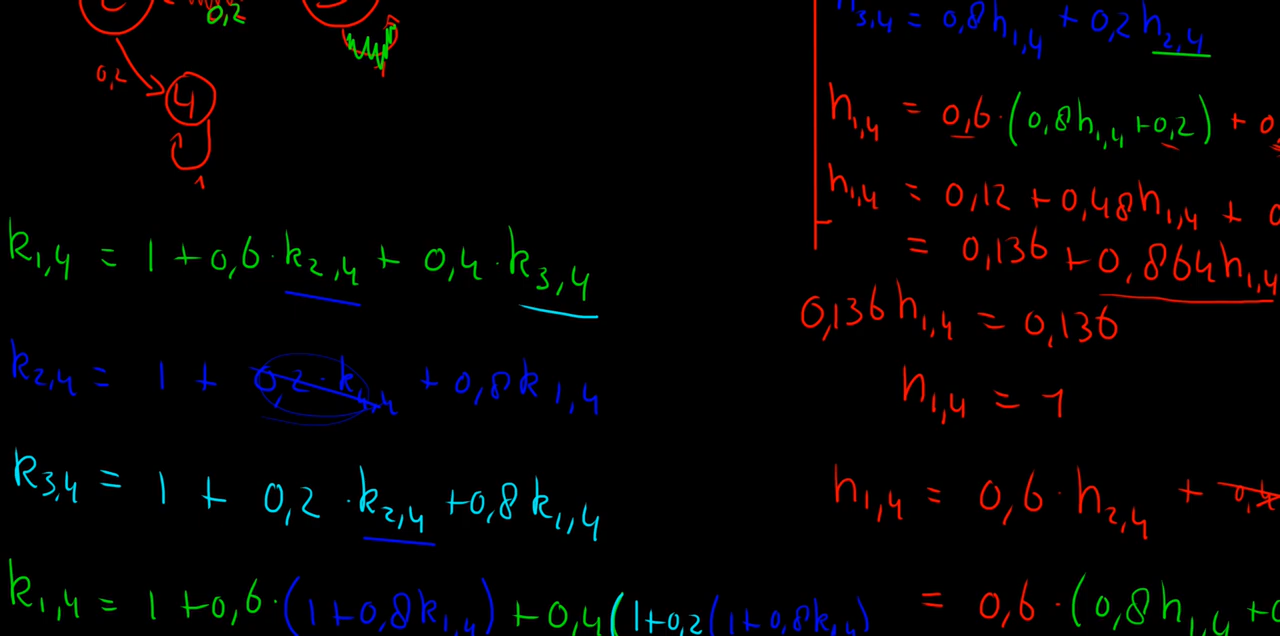 0,2
0,2
4
1
k1,4 = 1 + 0,6 · k2,4 + 0,4 · k3,4
k2,4 = 1 + 0,2 · k4,4 + 0,8 k1,4
k3,4 = 1 + 0,2 · k2,4 + 0,8 k1,4
k1,4 = 1 + 0,6 · (1 + 0,8 k1,4) + 0,4 (1 + 0,2 (1 + 0,8 k1,4)
h3,4 = 0,8 h1,4 + 0,2 h2,4
h1,4 = 0,6 · (0,8 h1,4 + 0,2) + 0,
h1,4 = 0,12 + 0,48 h1,4 + 0
= 0,136 + 0,864 h1,4
0,136 h1,4 = 0,136
h1,4 = 1
h1,4 = 0,6 · h2,4 + 0,4
= 0,6 · (0,8 h1,4 + 0